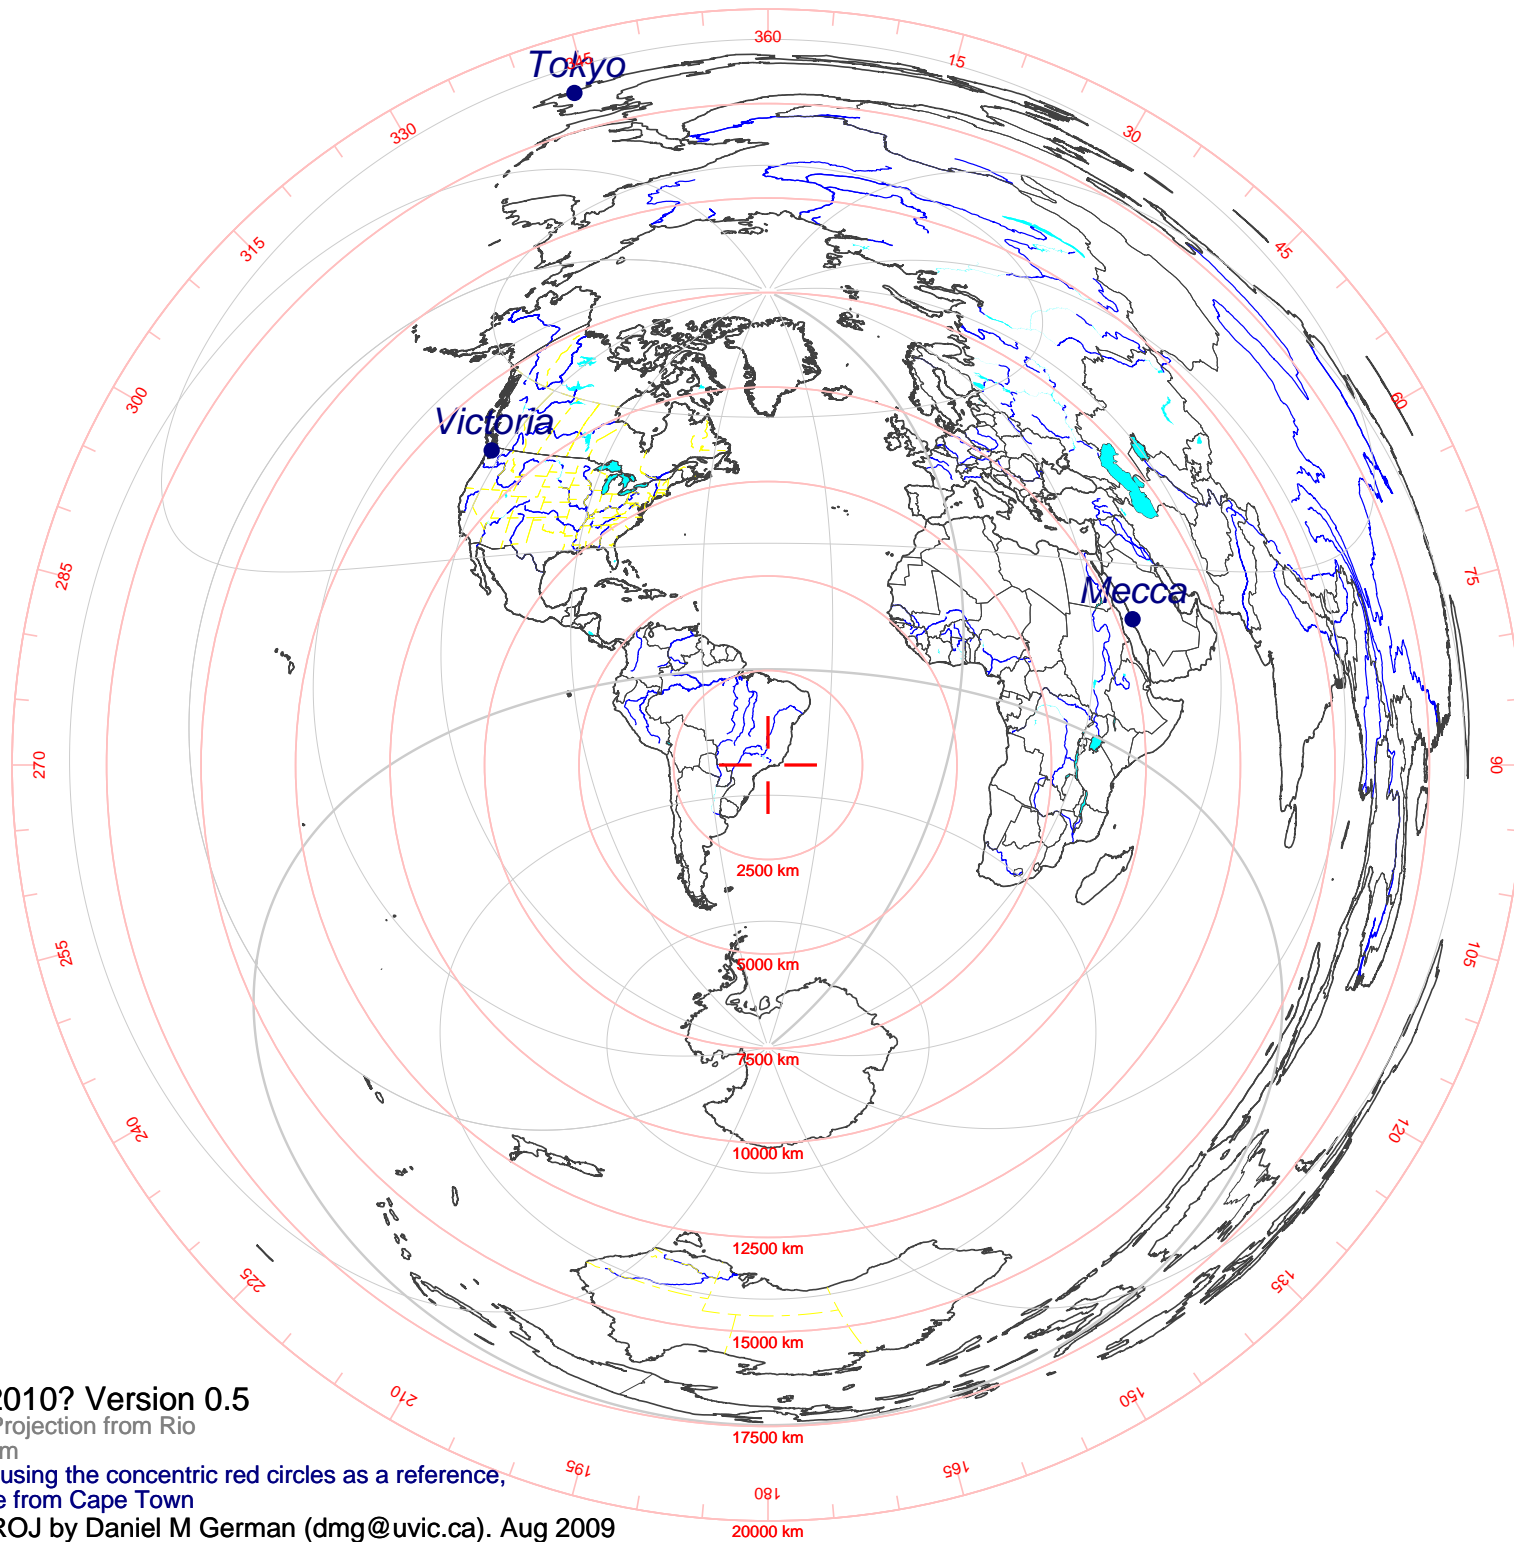 360
Tokyo
345
15
330
30
315
45
300
60
Victoria
285
75
Mecca
270
90
2500 km
255
5000 km
105
7500 km
240
120
10000 km
12500 km
225
135
15000 km
210
150
2010? Version 0.5
Projection from Rio
m
17500 km
using the concentric red circles as a reference,
195
165
e from Cape Town
180
ROJ by Daniel M German (dmg@uvic.ca). Aug 2009
20000 km